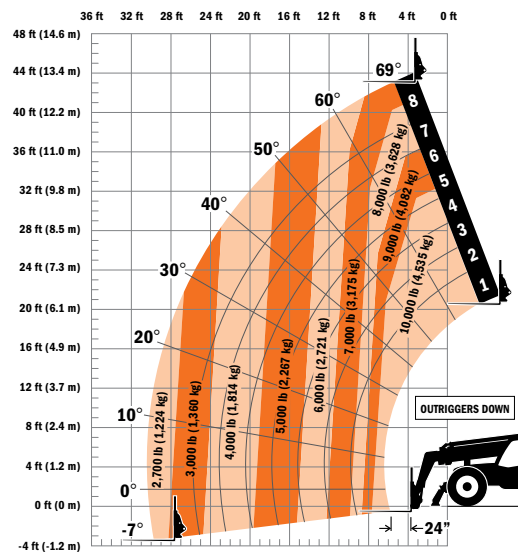 36 ft 32 ft 28 ft 24 ft 20 ft 16 ft 12 ft 8 ft 4 ft 0 ft
48 ft (14.6 m)
44 ft (13.4 m)
40 ft (12.2 m)
36 ft (11.0 m)
32 ft (9.8 m)
28 ft (8.5 m)
24 ft (7.3 m)
20 ft (6.1 m)
16 ft (4.9 m)
12 ft (3.7 m)
8 ft (2.4 m)
4 ft (1.2 m)
0 ft (0 m)
-4 ft (-1.2 m)
69°
60°
50°
40°
30°
20°
10°
0°
-7°
8
7
6
5
4
3
2
1
2,700 lb (1,224 kg)
3,000 lb (1,360 kg)
4,000 lb (1,814 kg)
5,000 lb (2,267 kg)
6,000 lb (2,721 kg)
7,000 lb (3,175 kg)
8,000 lb (3,628 kg)
9,000 lb (4,082 kg)
10,000 lb (4,535 kg)
OUTRIGGERS DOWN
24”